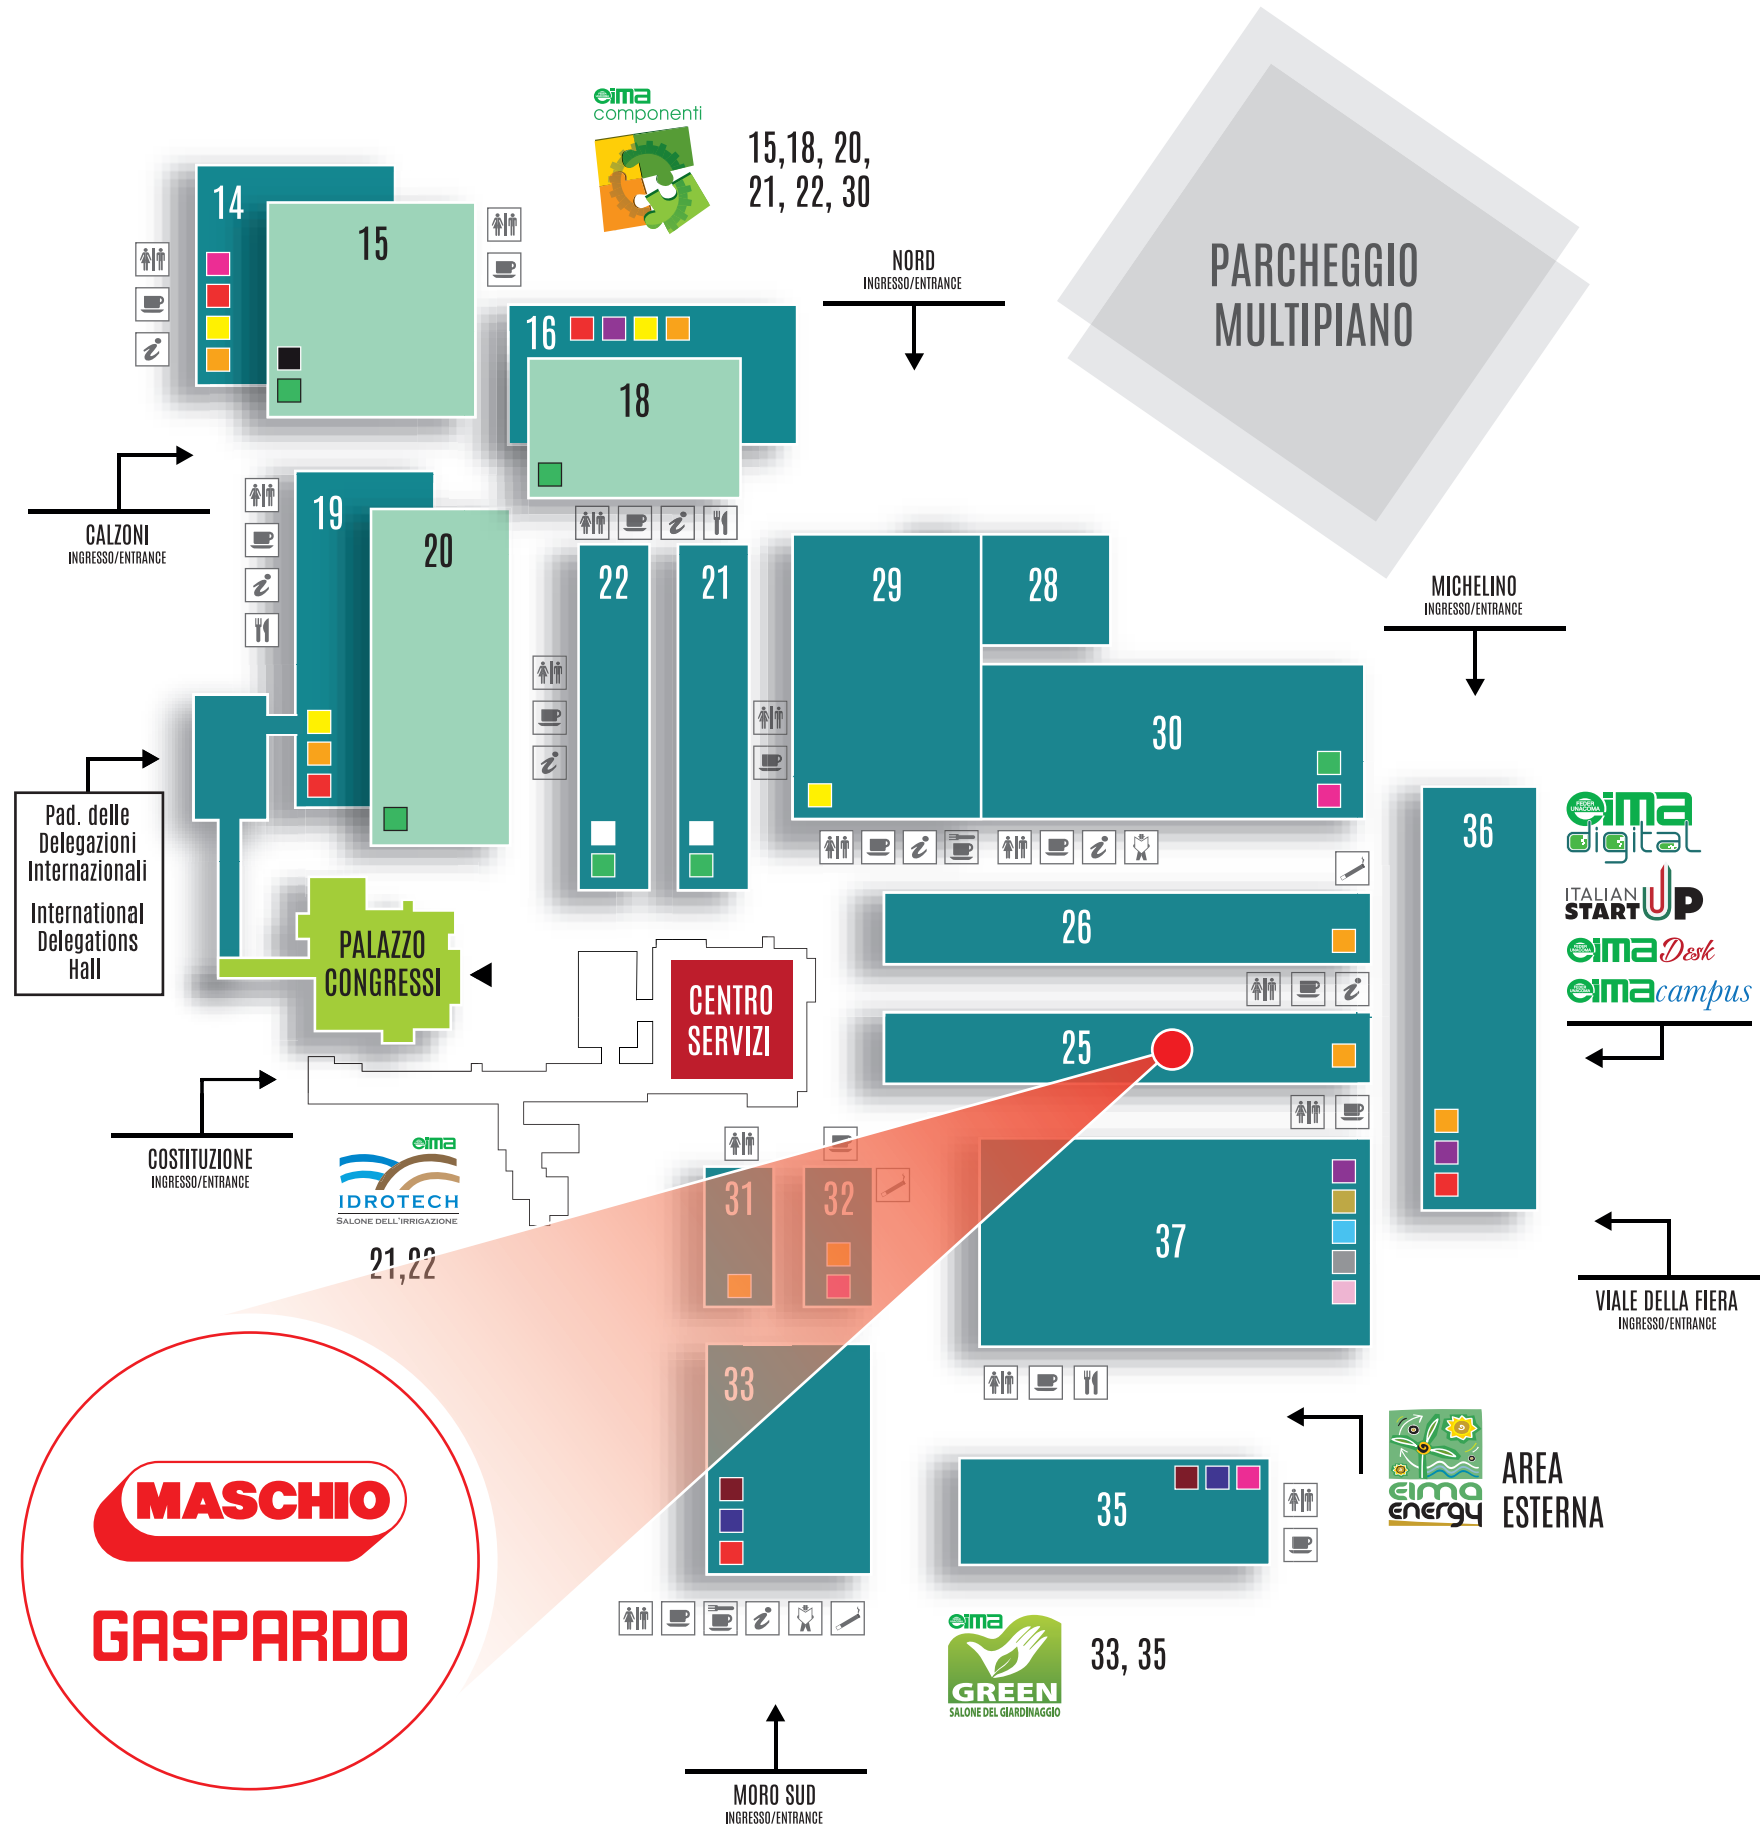 eima
componenti
15,18, 20,
21, 22, 30
PARCHEGGIO
MULTIPIANO
14
15
NORD
INGRESSO/ENTRANCE
16
18
CALZONI
INGRESSO/ENTRANCE
19
20
22
21
29
28
MICHELINO
INGRESSO/ENTRANCE
30
Pad. delle
Delegazioni
Internazionali
International
Delegations
Hall
36
FEDER
UNACOMA
eima
digital
ITALIAN
START UP
eima Desk
eima campus
PALAZZO
CONGRESSI
CENTRO
SERVIZI
26
25
COSTITUZIONE
INGRESSO/ENTRANCE
eima
IDROTECH
SALONE DELL'IRRIGAZIONE
21,22
31
32
37
VIALE DELLA FIERA
INGRESSO/ENTRANCE
33
MASCHIO
GASPARDO
35
eima
energy
AREA
ESTERNA
eima
GREEN
SALONE DEL GIARDINAGGIO
33, 35
MORO SUD
INGRESSO/ENTRANCE